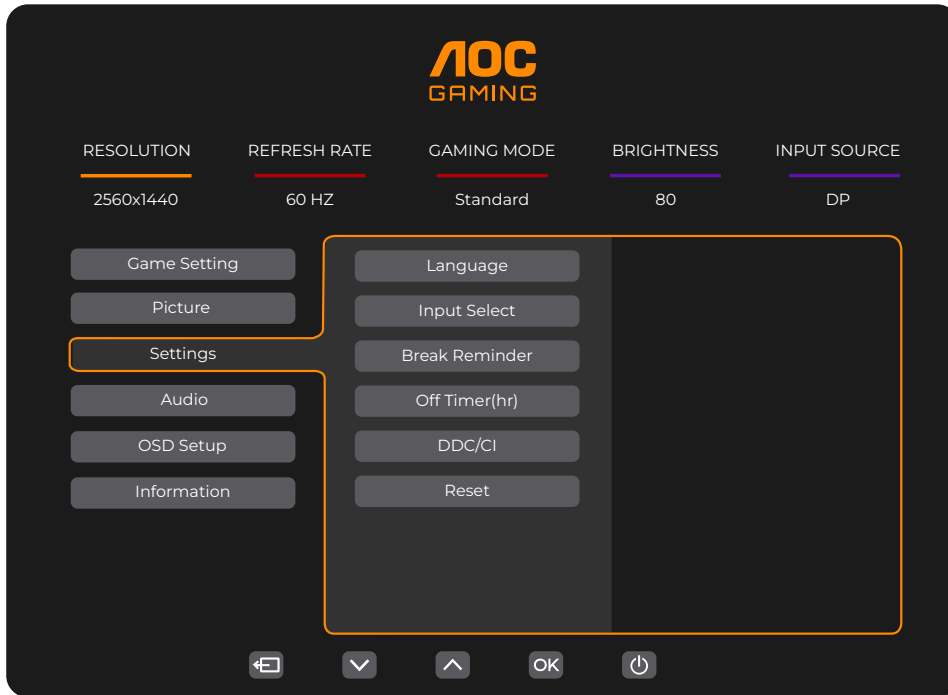 AOC
GAMING
RESOLUTION REFRESH RATE GAMING MODE BRIGHTNESS INPUT SOURCE
2560x1440 60 HZ Standard 80 DP
Game Setting
Picture
Settings
Audio
OSD Setup
Information
Language
Input Select
Break Reminder
Off Timer(hr)
DDC/CI
Reset
OK